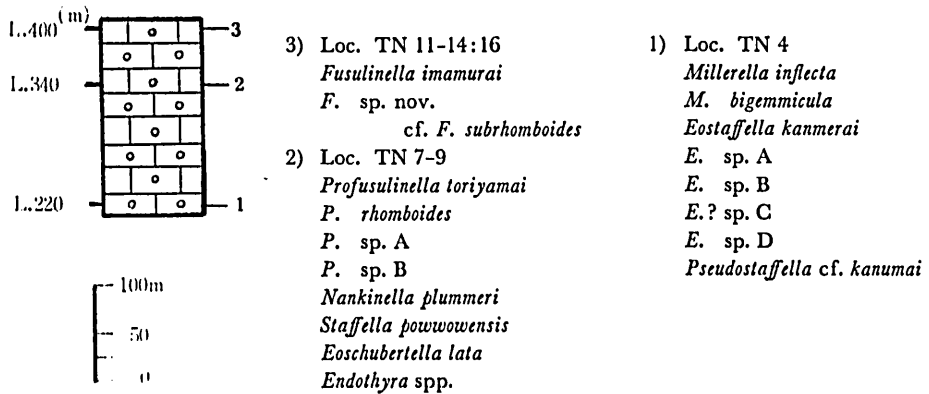 (m)
L..400
3
L.340
2
L.220
1
100m
50
0
3) Loc. TN 11-14:16
Fusulinella imamurai
F. sp. nov.
cf. F. subrhomboides
2) Loc. TN 7-9
Profusulinella toriyamai
P. rhomboides
P. sp. A
P. sp. B
Nankinella plummeri
Staffella powwowensis
Eoschubertella lata
Endothyra spp.
1) Loc. TN 4
Millerella inflecta
M. bigemmicula
Eostaffella kanmerai
E. sp. A
E. sp. B
E.? sp. C
E. sp. D
Pseudostaffella cf. kanumai